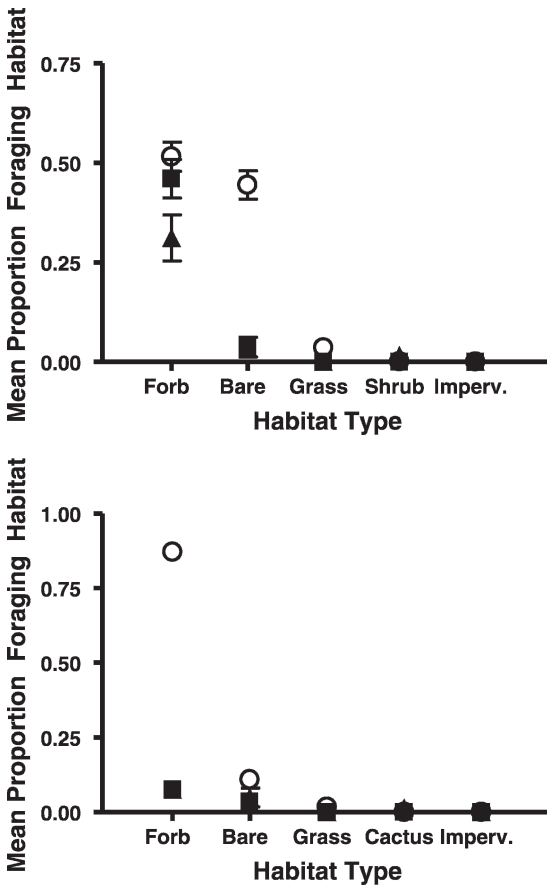 Mean Proportion Foraging Habitat
0.75
0.50
0.25
0.00
Forb Bare Grass Shrub Imperv.
Habitat Type
Mean Proportion Foraging Habitat
1.00
0.75
0.50
0.25
0.00
Forb Bare Grass Cactus Imperv.
Habitat Type